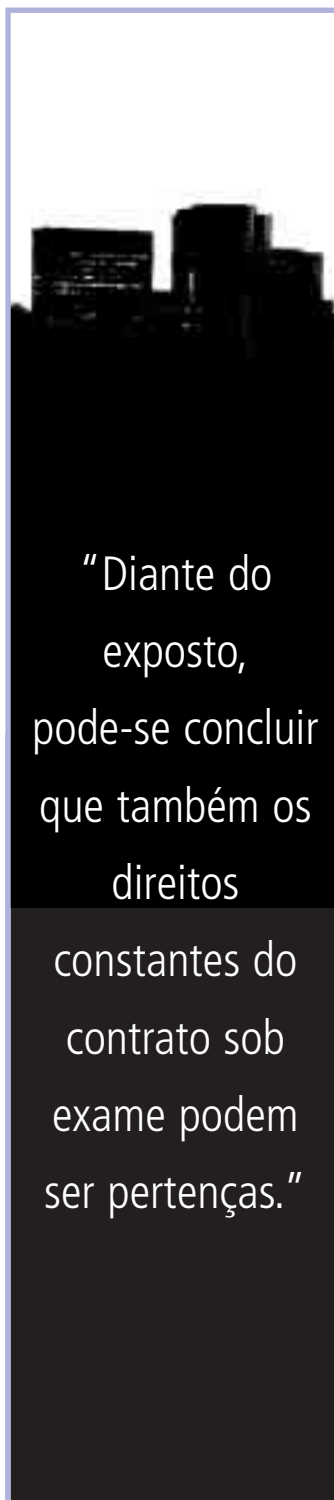 “Diante do
exposto,
pode-se concluir
que também os
direitos
constantes do
contrato sob
exame podem
ser pertenças.”